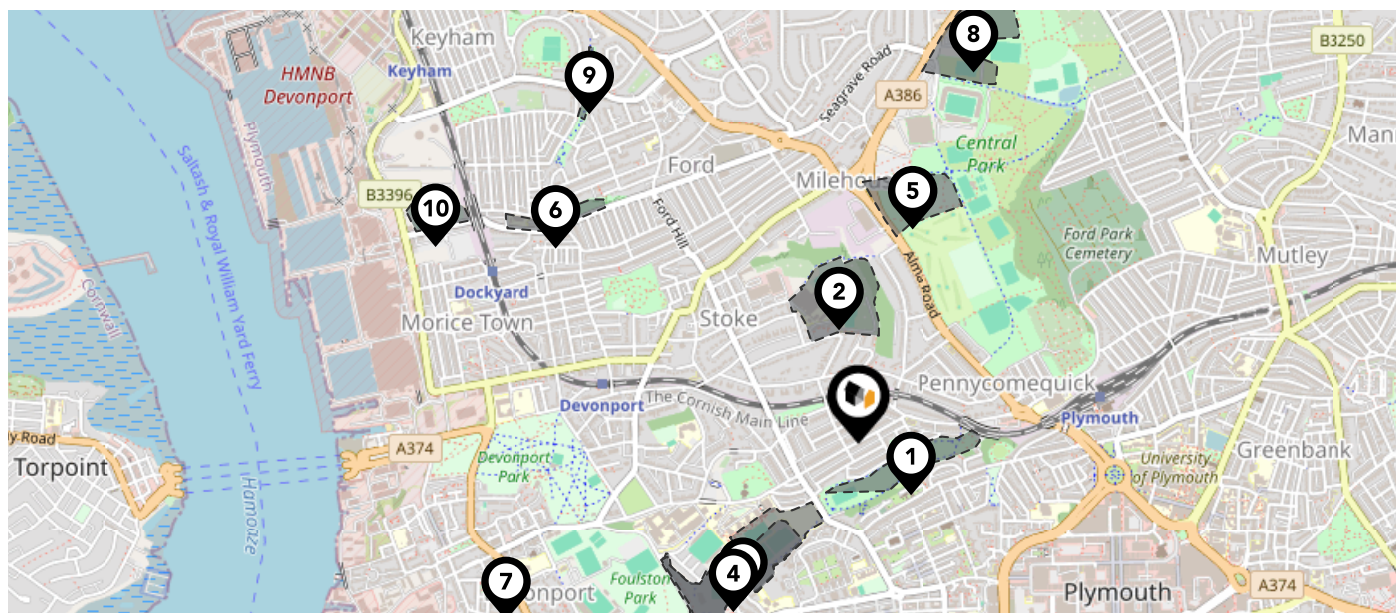 Keyham
B3250
8
HMNB
Devonport
Keyham
9
Seagrave Road
A386
Plymouth
Central
Park
Saltash & Royal William Yard Ferry
Ford
B3396
10
6
5
Ford Hill
Ford Park
Cemetery
Mutley
Alma Road
Cornwall
Dockyard
2
Morice Town
Stoke
Pennycomequick
The Cornish Main Line
Devonport
Plymouth
y Road
A374
Torpoint
Devonport
Park
1
University
of Plymouth
Greenbank
Hamoaze
7
4
Foulston
Park
Plymouth
A374